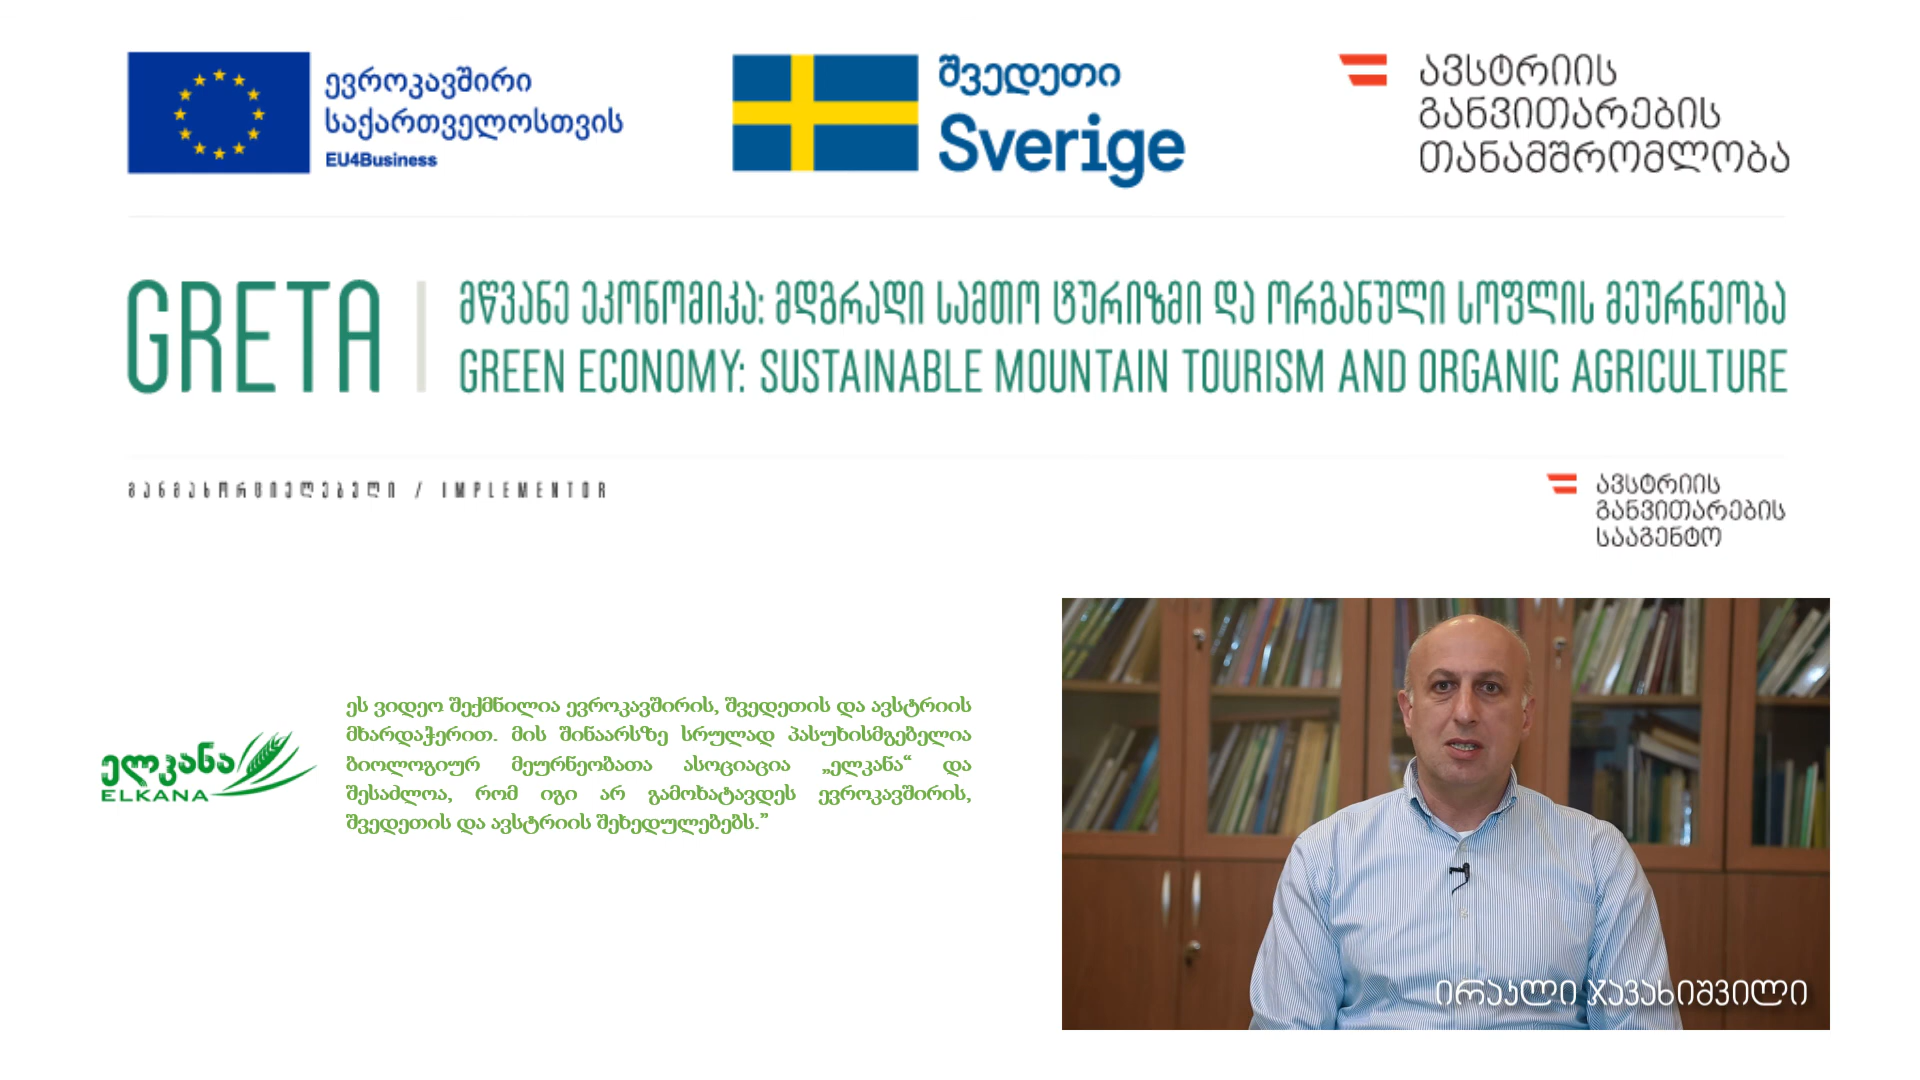 ევროკავშირი
საქართველოსთვის
EU4Business
შვედეთი
Sverige
ავსტრიის
განვითარების
თანამშრომლობა
GRETA
მწვანე ეკონომიკა: მდგრადი სამთო ტურიზმი და ორგანული სოფლის მეურნეობა
GREEN ECONOMY: SUSTAINABLE MOUNTAIN TOURISM AND ORGANIC AGRICULTURE
განმახორციელებელი / IMPLEMENTOR
ავსტრიის
განვითარების
სააგენტო
ელკანა
ELKANA
ეს ვიდეო შექმნილია ევროკავშირის, შვედეთის და ავსტრიის
მხარდაჭერით. მის შინაარსზე სრულად პასუხისმგებელია
ბიოლოგიურ მეურნეობათა ასოციაცია „ელკანა“ და
შესაძლოა, რომ იგი არ გამოხატავდეს ევროკავშირის,
შვედეთის და ავსტრიის შეხედულებებს.”
ირაკლი ჯავახიშვილი